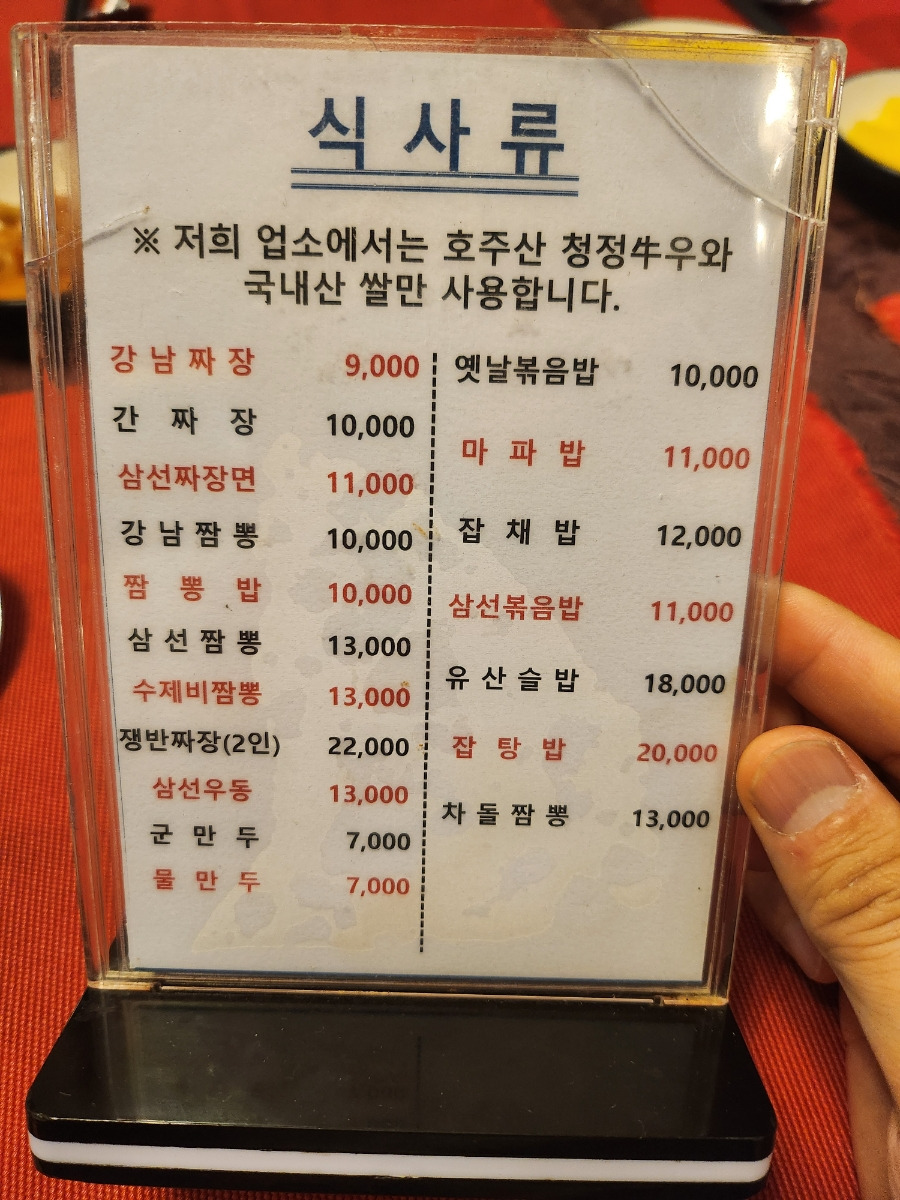 식 사 류
※ 저희 업소에서는 호주산 청정牛우와
국내산 쌀만 사용합니다.
강 남 짜 장 9,000
간 짜 장 10,000
삼선짜장면 11,000
강 남 짬 뽕 10,000
짬 뽕 밥 10,000
삼 선 짬 뽕 13,000
수제비짬뽕 13,000
쟁반짜장(2인) 22,000
삼선우동 13,000
군 만 두 7,000
물 만 두 7,000
옛날볶음밥 10,000
마 파 밥 11,000
잡 채 밥 12,000
삼선볶음밥 11,000
유 산 슬 밥 18,000
잡 탕 밥 20,000
차 돌 짬 뽕 13,000